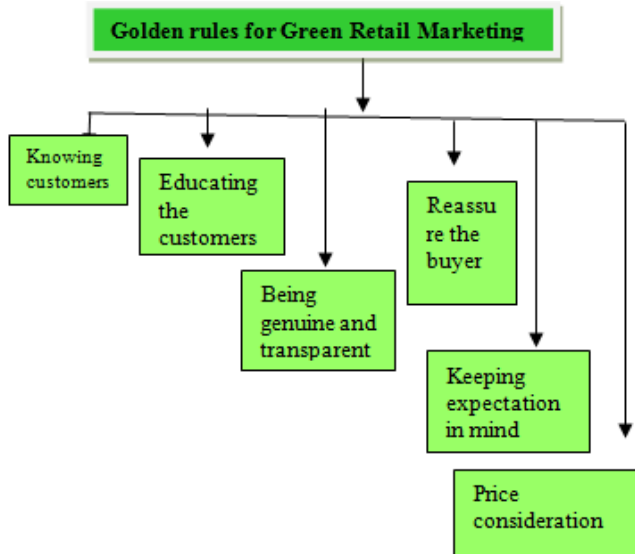 Golden rules for Green Retail Marketing
Knowing
customers
Educating
the
customers
Being
genuine and
transparent
Reassu
re the
buyer
Keeping
expectation
in mind
Price
consideration